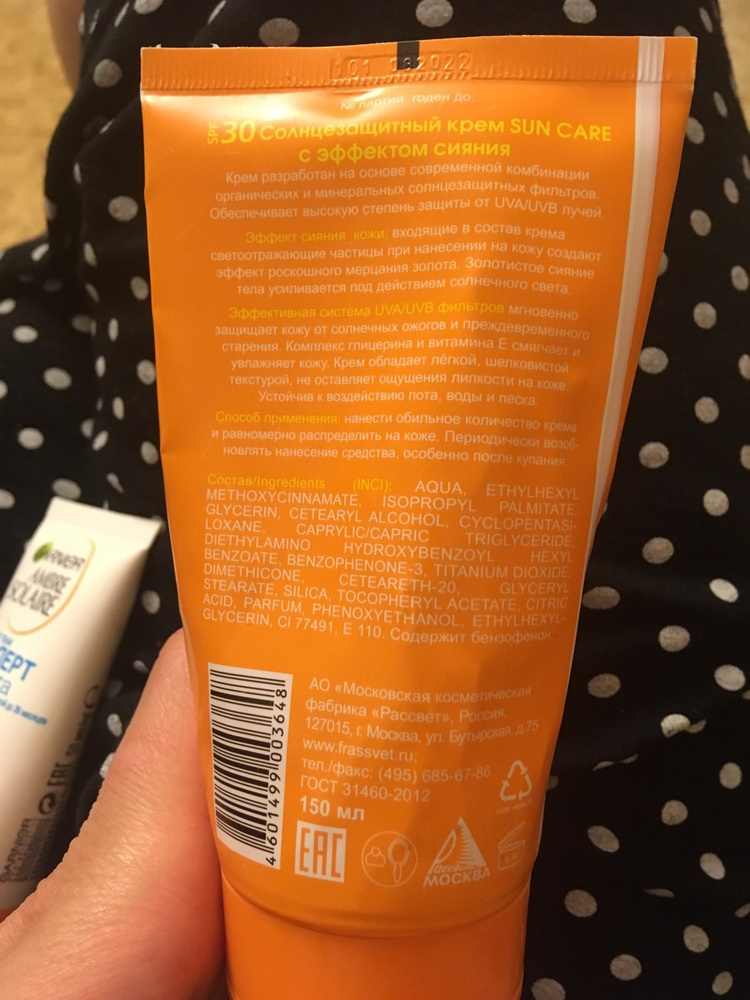 01 2022
№ партии годен до:
SPF 30 Солнцезащитный крем SUN CARE
с эффектом сияния
Крем разработан на основе современной комбинации
органических и минеральных солнцезащитных фильтров.
Обеспечивает высокую степень защиты от UVA/UVB лучей.
Эффект сияния кожи: входящие в состав крема
светоотражающие частицы при нанесении на кожу создают
эффект роскошного мерцания золота. Золотистое сияние
тела усиливается под действием солнечного света.
Эффективная система UVA/UVB фильтров мгновенно
защищает кожу от солнечных ожогов и преждевременного
старения. Комплекс глицерина и витамина Е смягчает и
увлажняет кожу. Крем обладает лёгкой, шелковистой
текстурой, не оставляет ощущения липкости на коже.
Устойчив к воздействию пота, воды и песка.
Способ применения: нанести обильное количество крема
и равномерно распределить на коже. Периодически возоб-
новлять нанесение средства, особенно после купания.
Состав/Ingredients (INCI): AQUA, ETHYLHEXYL
METHOXYCINNAMATE, ISOPROPYL PALMITATE,
GLYCERIN, CETEARYL ALCOHOL, CYCLOPENTASI-
LOXANE, CAPRYLIC/CAPRIC TRIGLYCERIDE,
DIETHYLAMINO HYDROXYBENZOYL HEXYL
BENZOATE, BENZOPHENONE-3, TITANIUM DIOXIDE,
DIMETHICONE, CETEARETH-20, GLYCERYL
STEARATE, SILICA, TOCOPHERYL ACETATE, CITRIC
ACID, PARFUM, PHENOXYETHANOL, ETHYLHEXYL-
GLYCERIN, CI 77491, E 110. Содержит бензофенон.
АО «Московская косметическая
фабрика «Рассвет», Россия,
127015, г. Москва, ул. Бутырская, д.75
www.frassvet.ru;
тел./факс: (495) 685-67-86
ГОСТ 31460-2012
150 мл
4 601499 003648
EAC
Рассвет
МОСКВА
GARNIER
AMBRE
SOLAIRE
ПЕРТ
EAC
GARNIER